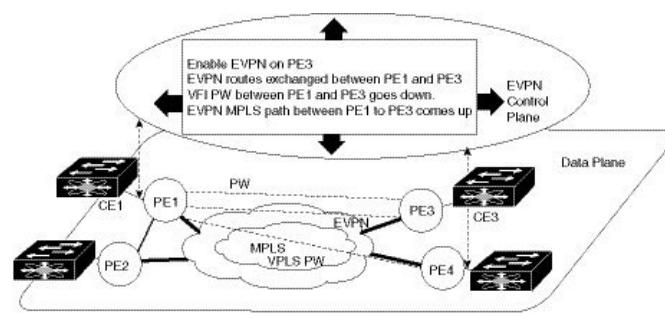 Enable EVPN on PE3
EVPN routes exchanged between PE1 and PE3
VFI PW between PE1 and PE3 goes down.
EVPN MPLS path between PE1 to PE3 comes up
EVPN
Control
Plane
Data Plane
PW
CE1
PE1
PE3
CE3
EVPN
MPLS
VPLS PW
PE2
PE4